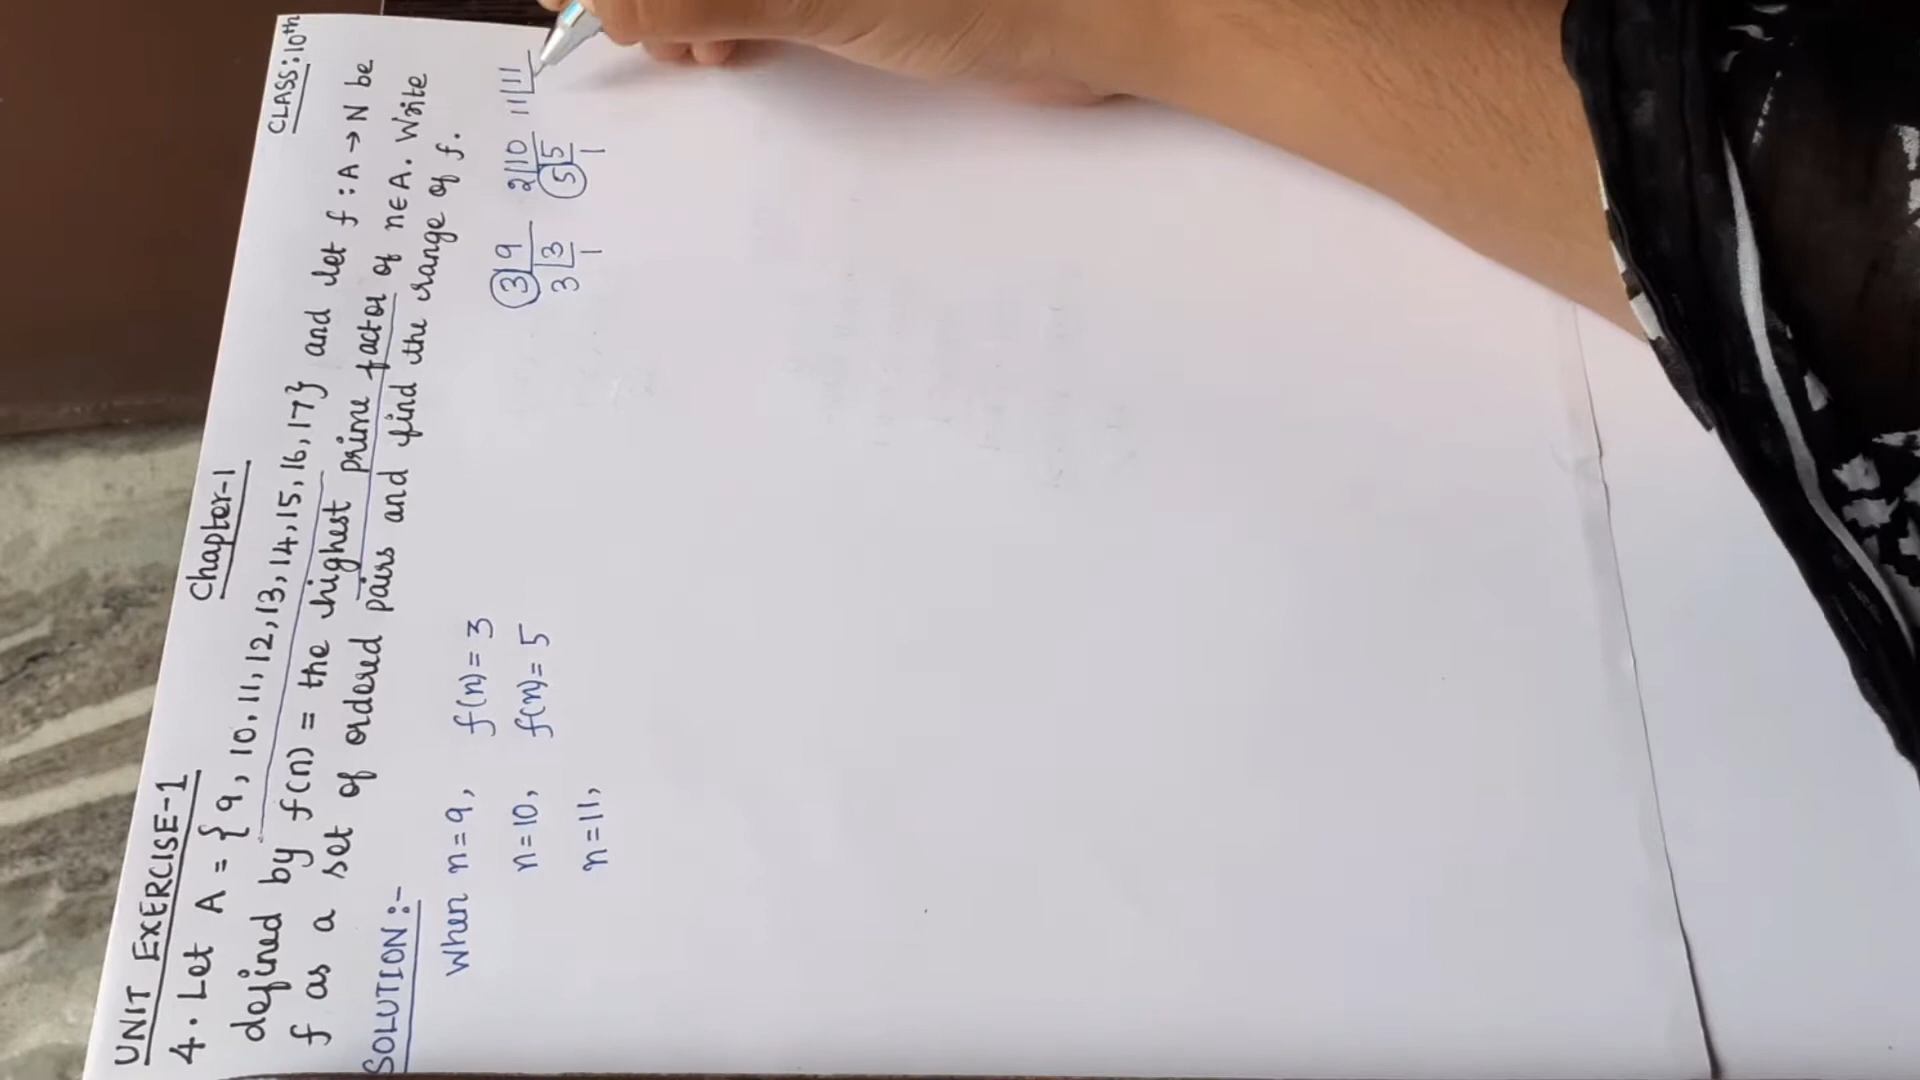 CLASS:10th
Chapter-1
UNIT EXERCISE-1
4. Let A = {9, 10, 11, 12, 13, 14, 15, 16, 17} and let f : A → N be
defined by f(n) = the highest prime factor of n∈A. Write
f as a set of ordered pairs and find the range of f.
SOLUTION:-
When n=9, f(n)=3
n=10, f(n)=5
n=11,
3|9
3|3
1
2|10
5|5
1
11|11